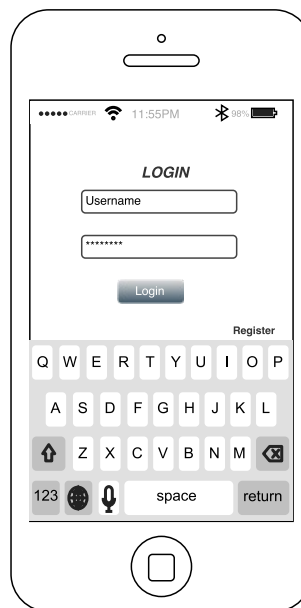 ●●●●●CARRIER 11:55PM 98%
LOGIN
Username
********
Login
Register
Q W E R T Y U I O P
A S D F G H J K L
Z X C V B N M
123 space return